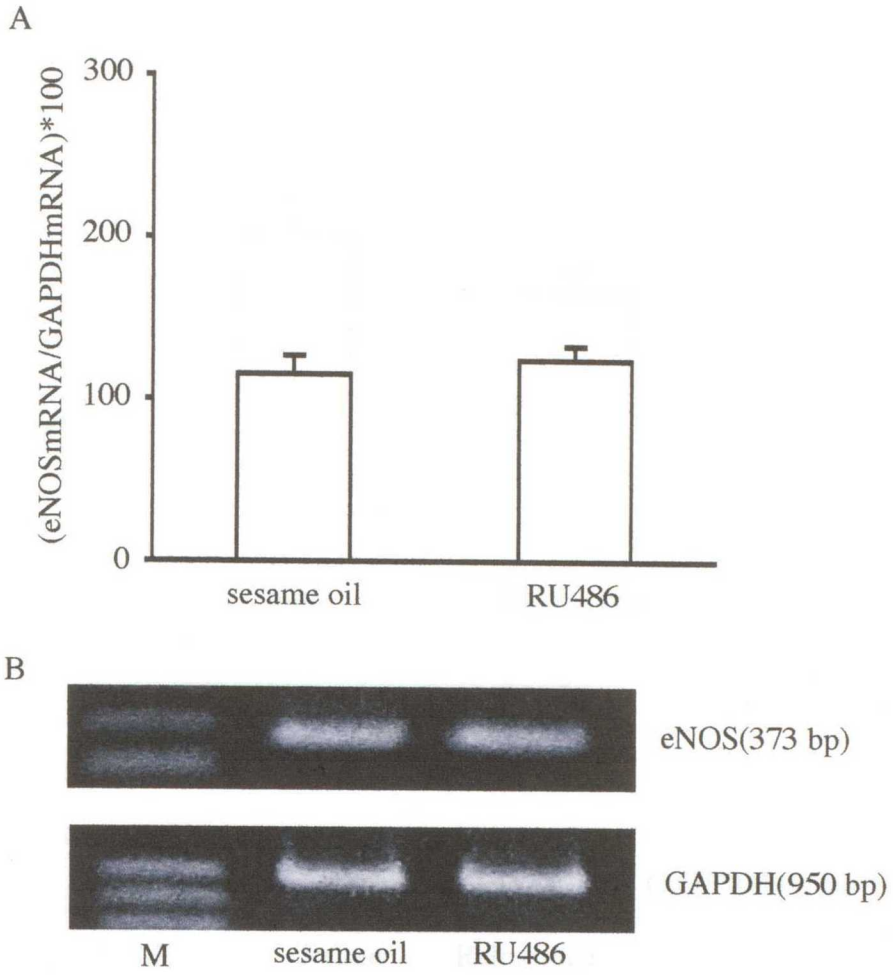 A
(eNOSmRNA/GAPDHmRNA)*100
300
200
100
0
sesame oil RU486
B
eNOS(373 bp)
GAPDH(950 bp)
M sesame oil RU486